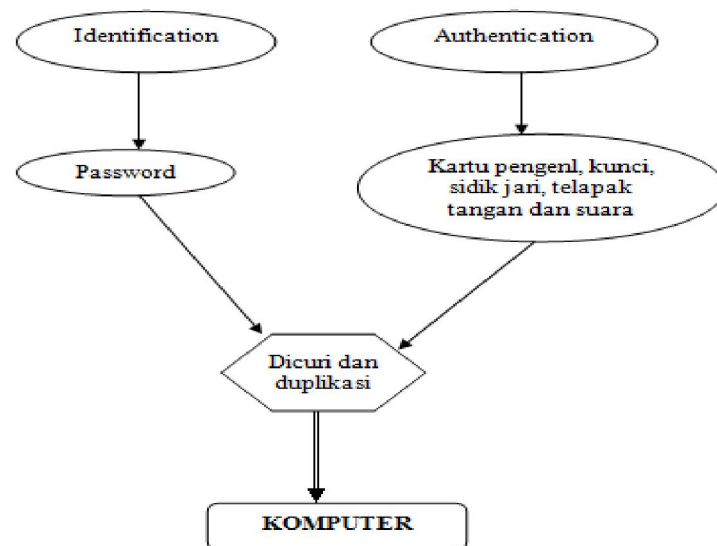 Identification
Authentication
Password
Kartu pengenl, kunci,
sidik jari, telapak
tangan dan suara
Dicuri dan
duplikasi
KOMPUTER